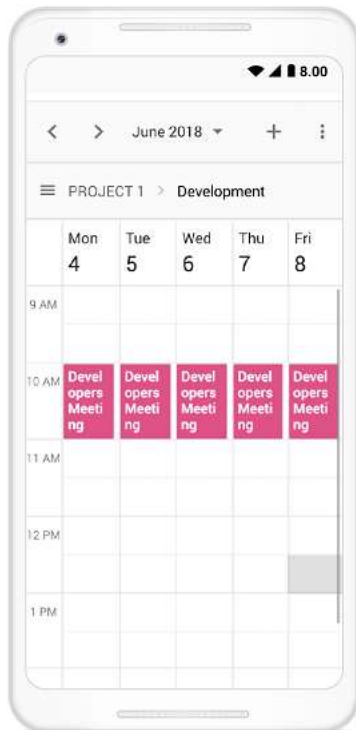 8.00
June 2018
PROJECT 1 > Development
Mon Tue Wed Thu Fri
4 5 6 7 8
9 AM
10 AM
Devel opers Meeti ng
Devel opers Meeti ng
Devel opers Meeti ng
Devel opers Meeti ng
Devel opers Meeti ng
11 AM
12 PM
1 PM